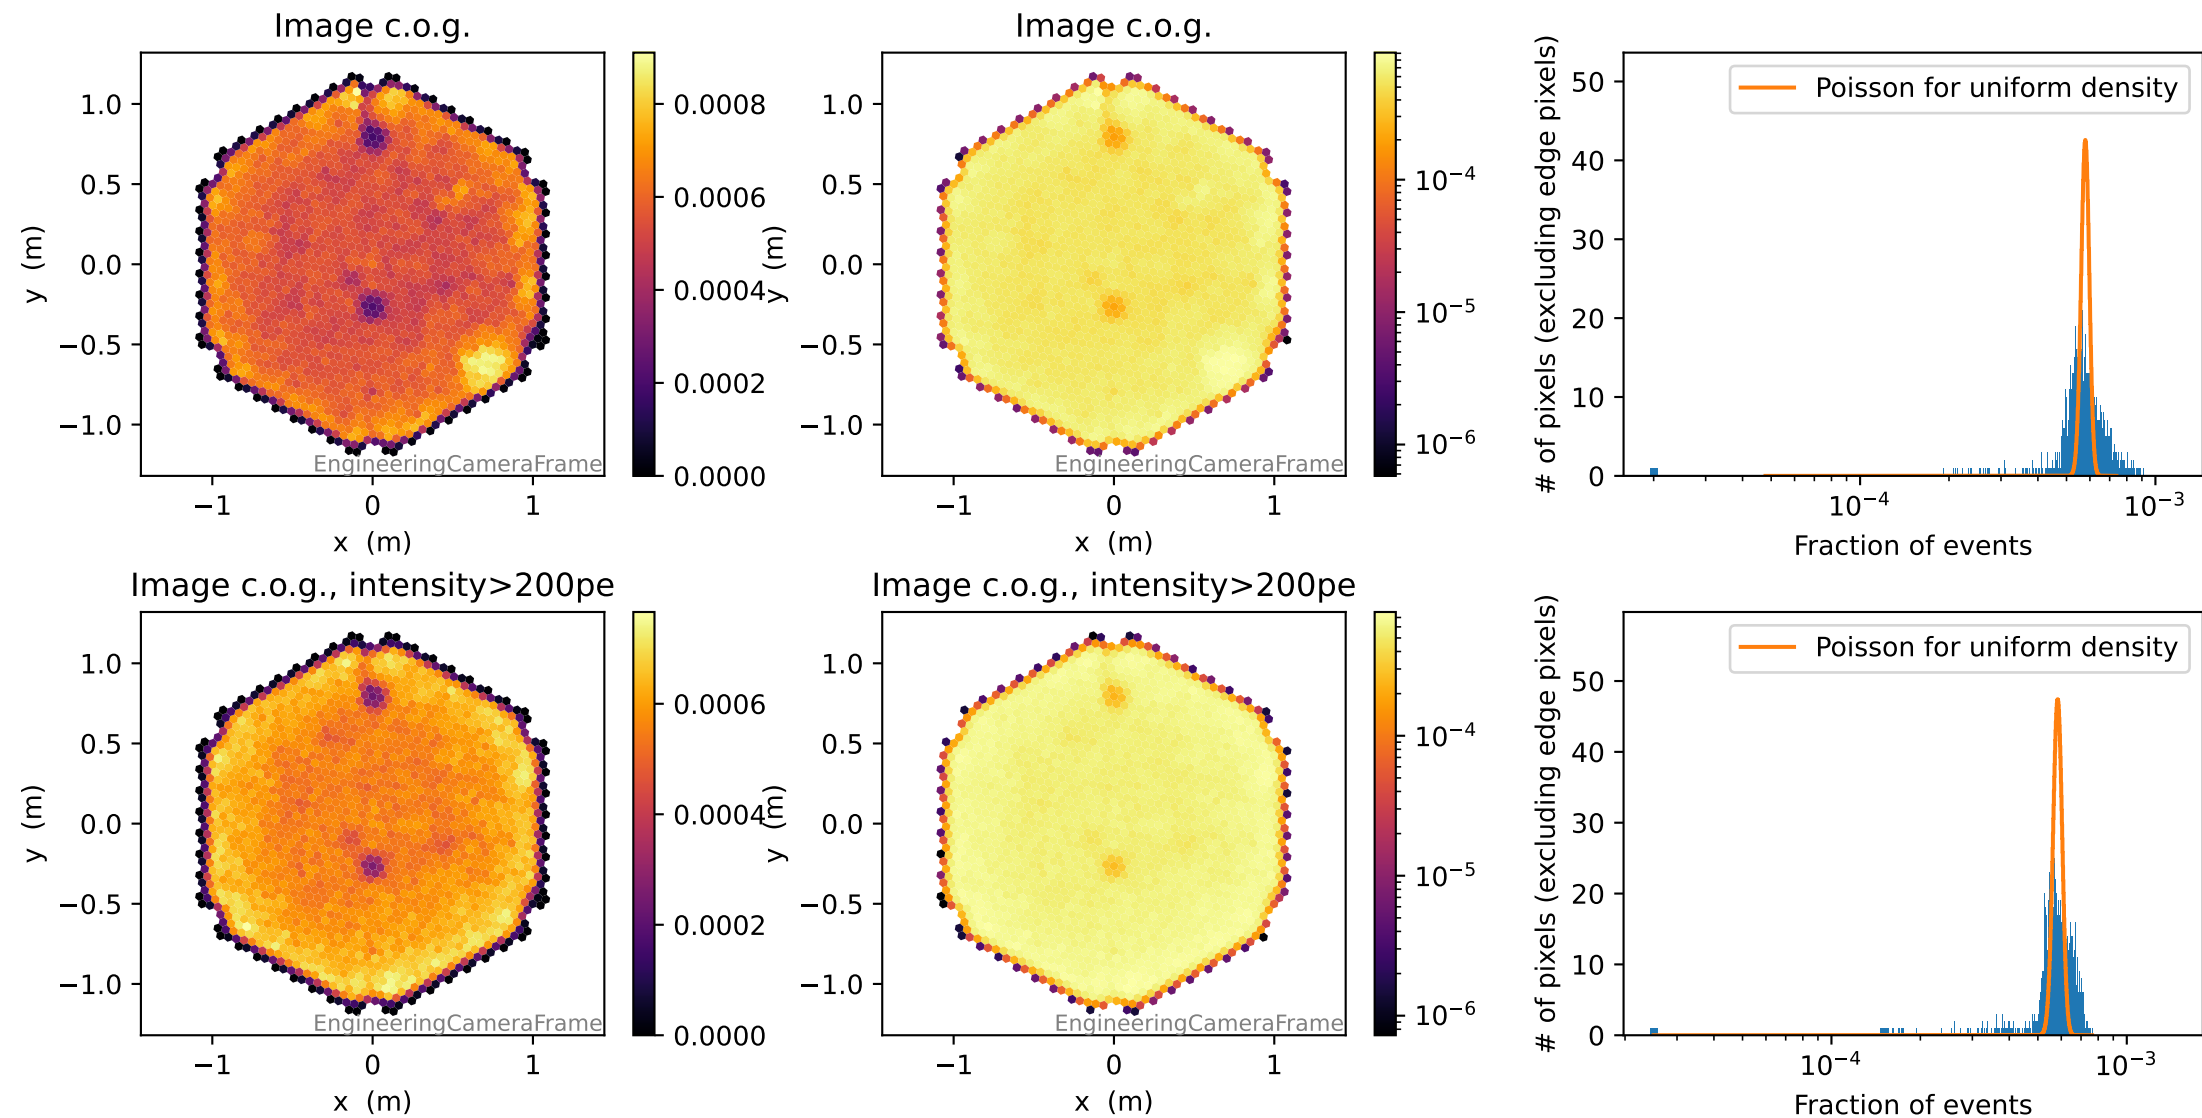 Image c.o.g.
1.0
0.5
0.0
−0.5
−1.0
y (m)
−1
0
1
x (m)
EngineeringCameraFrame
0.0008
0.0006
0.0004
0.0002
0.0000
Image c.o.g.
1.0
0.5
0.0
−0.5
−1.0
y (m)
−1
0
1
x (m)
EngineeringCameraFrame
10⁻⁴
10⁻⁵
10⁻⁶
Poisson for uniform density
50
40
30
20
10
0
# of pixels (excluding edge pixels)
10⁻⁴
10⁻³
Fraction of events
Image c.o.g., intensity>200pe
1.0
0.5
0.0
−0.5
−1.0
y (m)
−1
0
1
x (m)
EngineeringCameraFrame
0.0006
0.0004
0.0002
0.0000
Image c.o.g., intensity>200pe
1.0
0.5
0.0
−0.5
−1.0
y (m)
−1
0
1
x (m)
EngineeringCameraFrame
10⁻⁴
10⁻⁵
10⁻⁶
Poisson for uniform density
50
40
30
20
10
0
# of pixels (excluding edge pixels)
10⁻⁴
10⁻³
Fraction of events